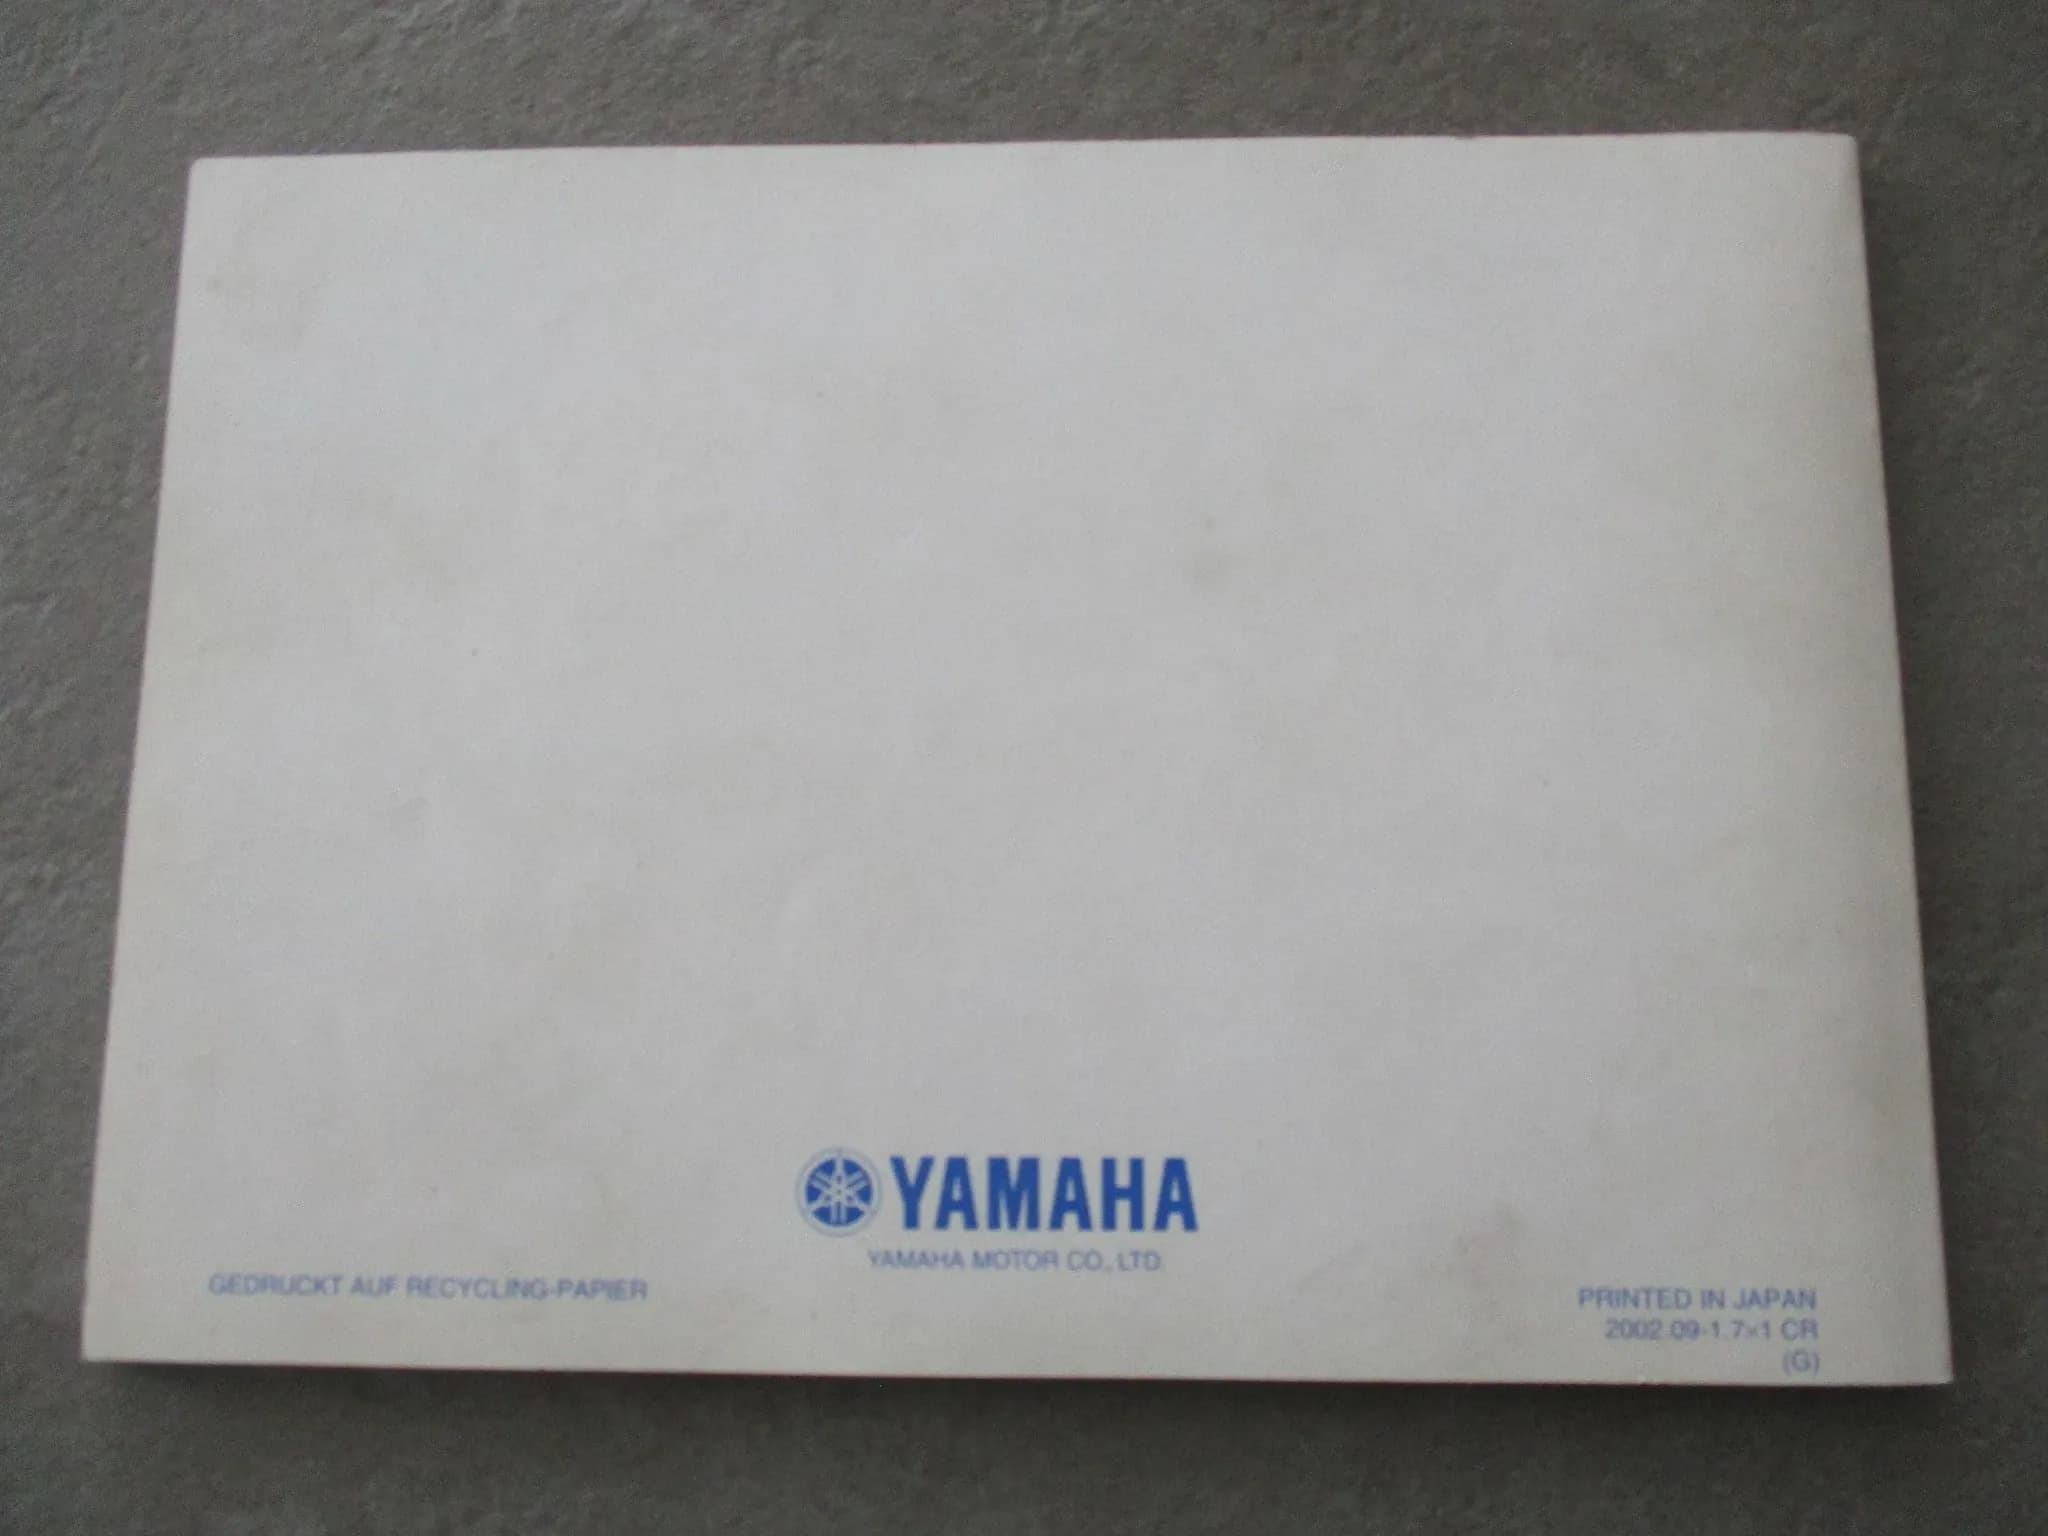 YAMAHA
YAMAHA MOTOR CO., LTD.
GEDRUCKT AUF RECYCLING-PAPIER
PRINTED IN JAPAN
2002.09-1.7×1 CR
(G)